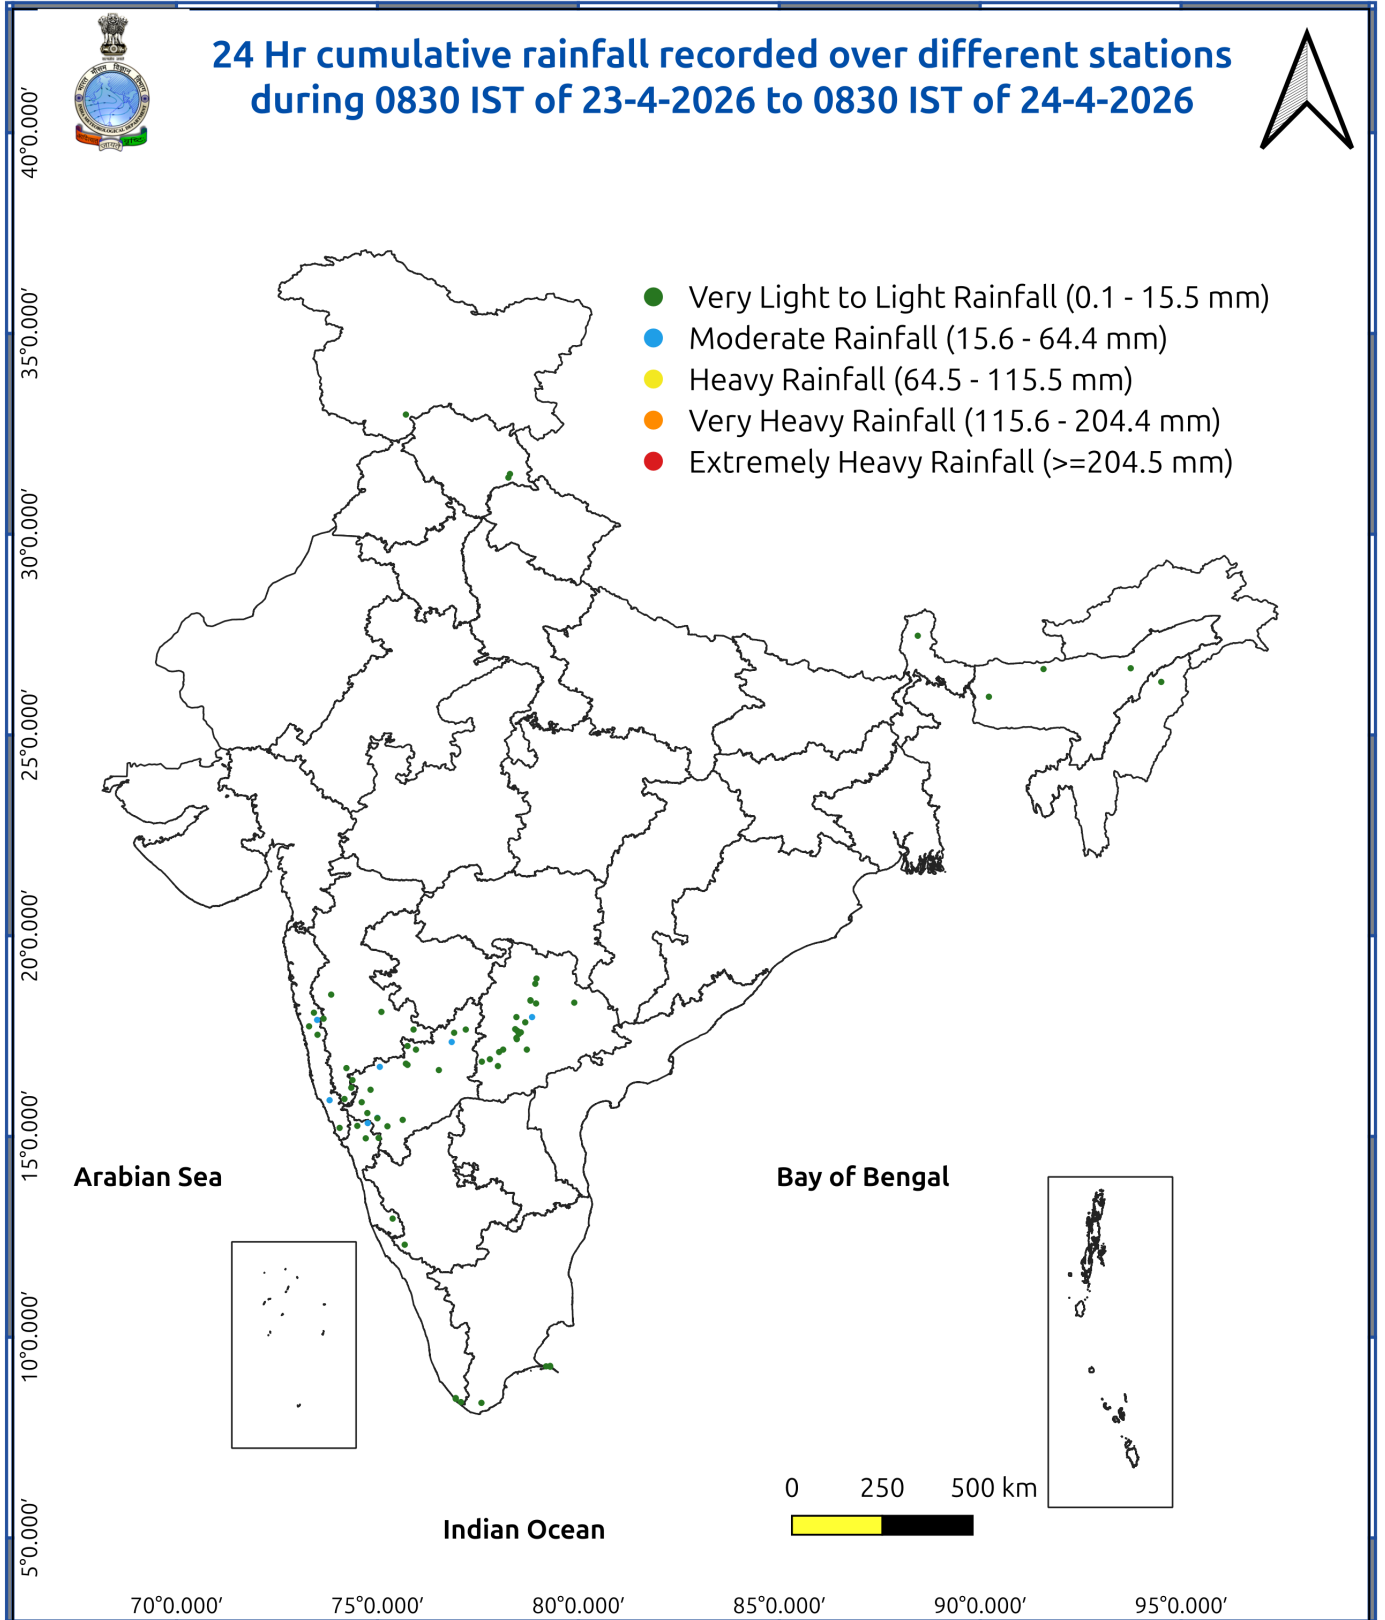 24 Hr cumulative rainfall recorded over different stations
during 0830 IST of 23-4-2026 to 0830 IST of 24-4-2026
Very Light to Light Rainfall (0.1 - 15.5 mm)
Moderate Rainfall (15.6 - 64.4 mm)
Heavy Rainfall (64.5 - 115.5 mm)
Very Heavy Rainfall (115.6 - 204.4 mm)
Extremely Heavy Rainfall (>=204.5 mm)
40°0.000′
35°0.000′
30°0.000′
25°0.000′
20°0.000′
15°0.000′
10°0.000′
5°0.000′
Arabian Sea
Bay of Bengal
Indian Ocean
0 250 500 km
70°0.000′ 75°0.000′ 80°0.000′ 85°0.000′ 90°0.000′ 95°0.000′